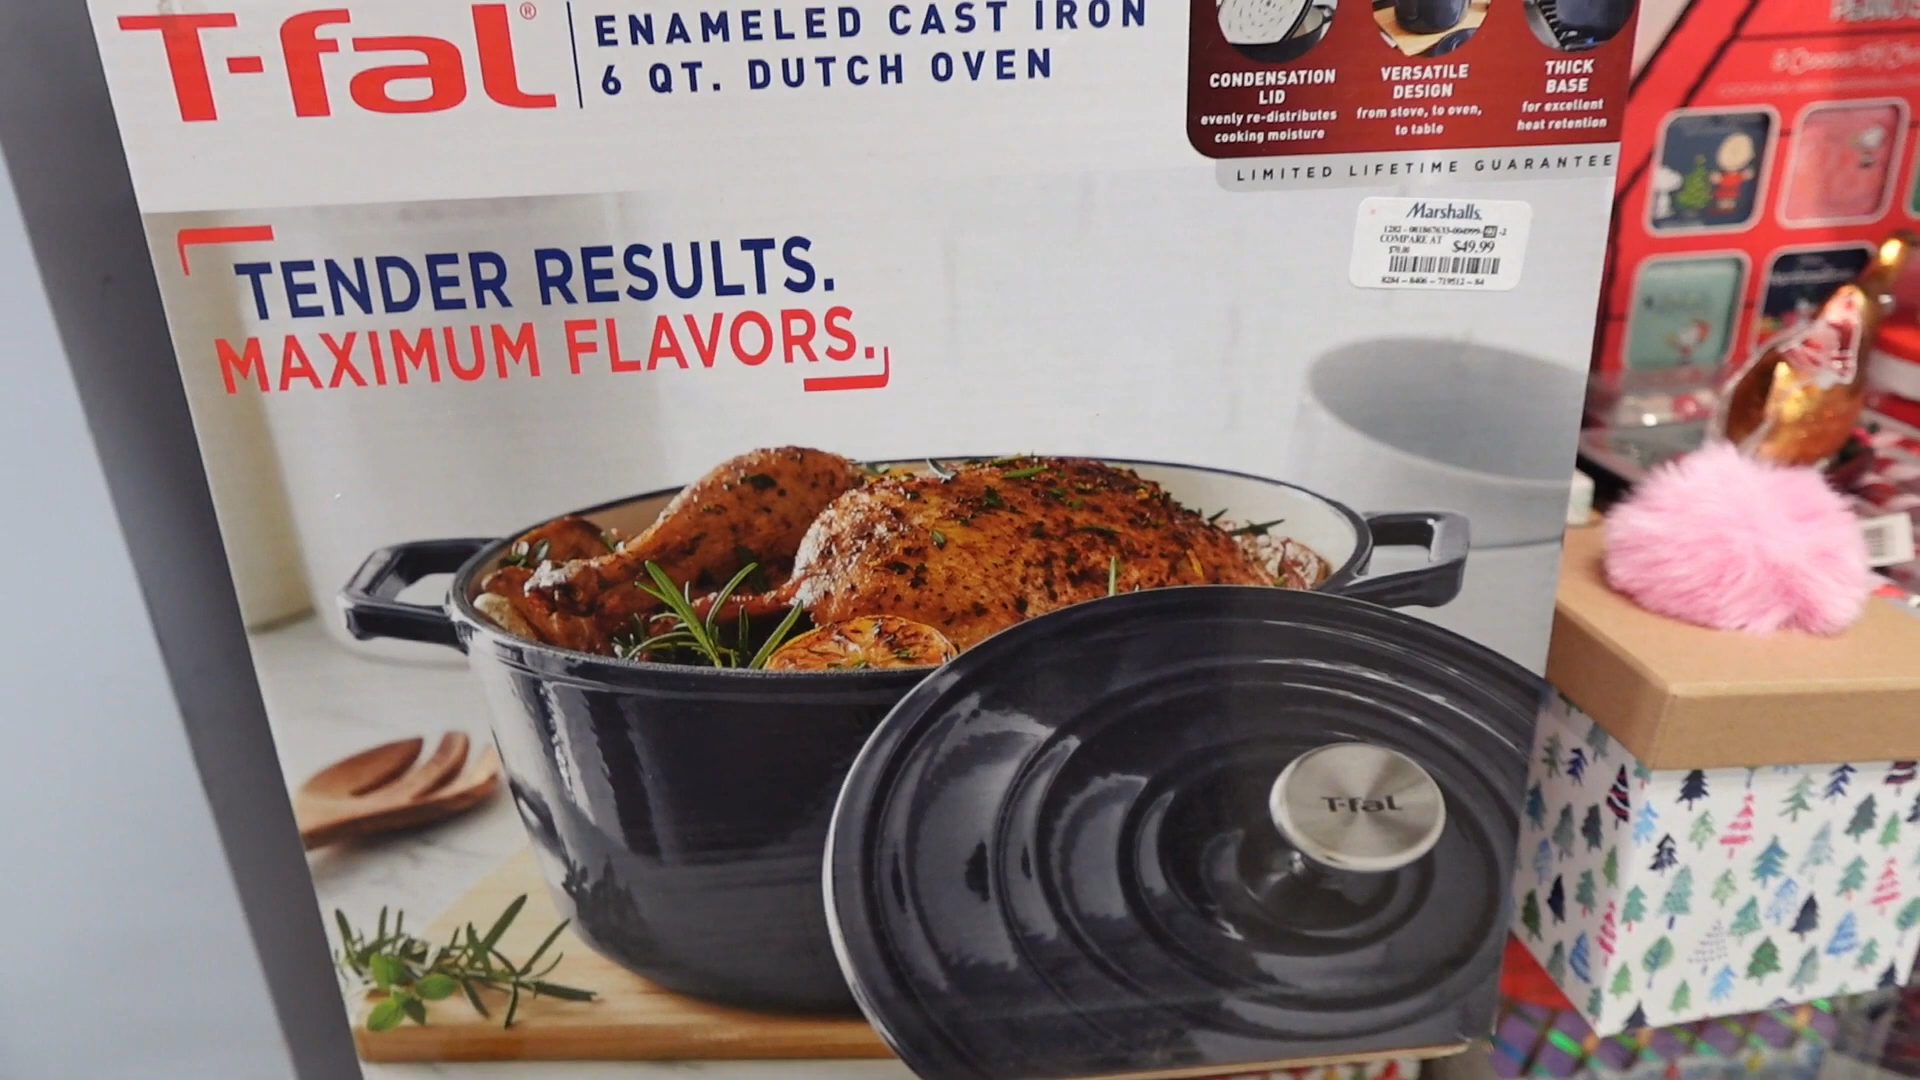 T-fal®
ENAMELED CAST IRON
6 QT. DUTCH OVEN
CONDENSATION
LID
evenly re-distributes
cooking moisture
VERSATILE
DESIGN
from stove, to oven,
to table
THICK
BASE
for excellent
heat retention
LIMITED LIFETIME GUARANTEE
Marshalls.
COMPARE AT $49.99
TENDER RESULTS.
MAXIMUM FLAVORS.
T-fal